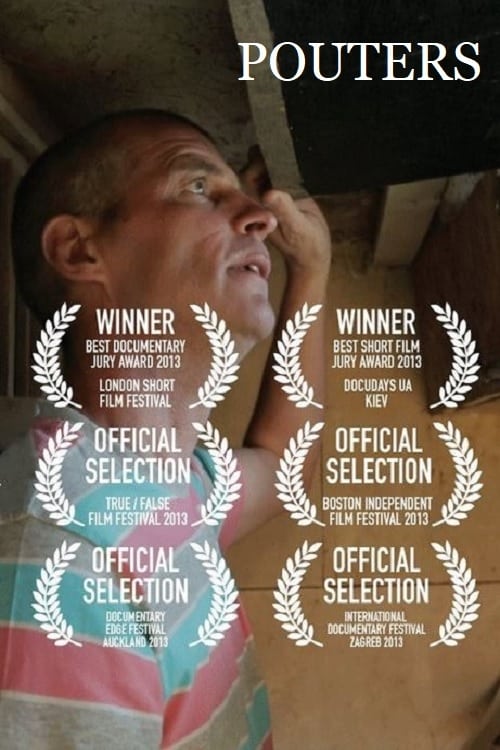 POUTERS
WINNER
BEST DOCUMENTARY
JURY AWARD 2013
LONDON SHORT
FILM FESTIVAL
WINNER
BEST SHORT FILM
JURY AWARD 2013
DOCUDAYS UA
KIEV
OFFICIAL
SELECTION
TRUE / FALSE
FILM FESTIVAL 2013
OFFICIAL
SELECTION
BOSTON INDEPENDENT
FILM FESTIVAL 2013
OFFICIAL
SELECTION
DOCUMENTARY
EDGE FESTIVAL
AUCKLAND 2013
OFFICIAL
SELECTION
INTERNATIONAL
DOCUMENTARY FESTIVAL
ZAGREB 2013